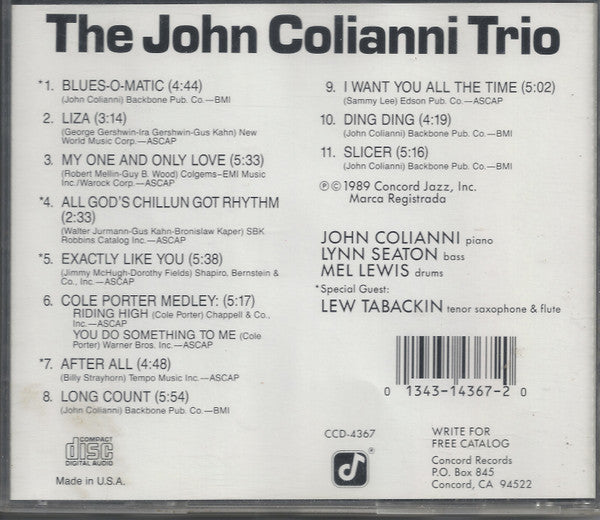 The John Colianni Trio
*1. BLUES-O-MATIC (4:44)
(John Colianni) Backbone Pub. Co.—BMI
2. LIZA (3:14)
(George Gershwin-Ira Gershwin-Gus Kahn) New
World Music Corp.—ASCAP
3. MY ONE AND ONLY LOVE (5:33)
(Robert Mellin-Guy B. Wood) Colgems–EMI Music
Inc./Warock Corp.—ASCAP
*4. ALL GOD'S CHILLUN GOT RHYTHM
(2:33)
(Walter Jurmann-Gus Kahn-Bronislaw Kaper) SBK
Robbins Catalog Inc.—ASCAP
*5. EXACTLY LIKE YOU (5:38)
(Jimmy McHugh-Dorothy Fields) Shapiro, Bernstein &
Co., Inc.—ASCAP
6. COLE PORTER MEDLEY: (5:17)
RIDING HIGH (Cole Porter) Chappell & Co.,
Inc.—ASCAP
YOU DO SOMETHING TO ME (Cole
Porter) Warner Bros. Inc.—ASCAP
*7. AFTER ALL (4:48)
(Billy Strayhorn) Tempo Music Inc.—ASCAP
8. LONG COUNT (5:54)
(John Colianni) Backbone Pub. Co.—BMI
9. I WANT YOU ALL THE TIME (5:02)
(Sammy Lee) Edson Pub. Co.—ASCAP
10. DING DING (4:19)
(John Colianni) Backbone Pub. Co.—BMI
11. SLICER (5:16)
(John Colianni) Backbone Pub. Co.—BMI
℗©1989 Concord Jazz, Inc.
Marca Registrada
JOHN COLIANNI piano
LYNN SEATON bass
MEL LEWIS drums
*Special Guest:
LEW TABACKIN tenor saxophone & flute
0 1343-14367-2 0
COMPACT
disc
DIGITAL AUDIO
Made in U.S.A.
CCD-4367
WRITE FOR
FREE CATALOG
Concord Records
P.O. Box 845
Concord, CA 94522